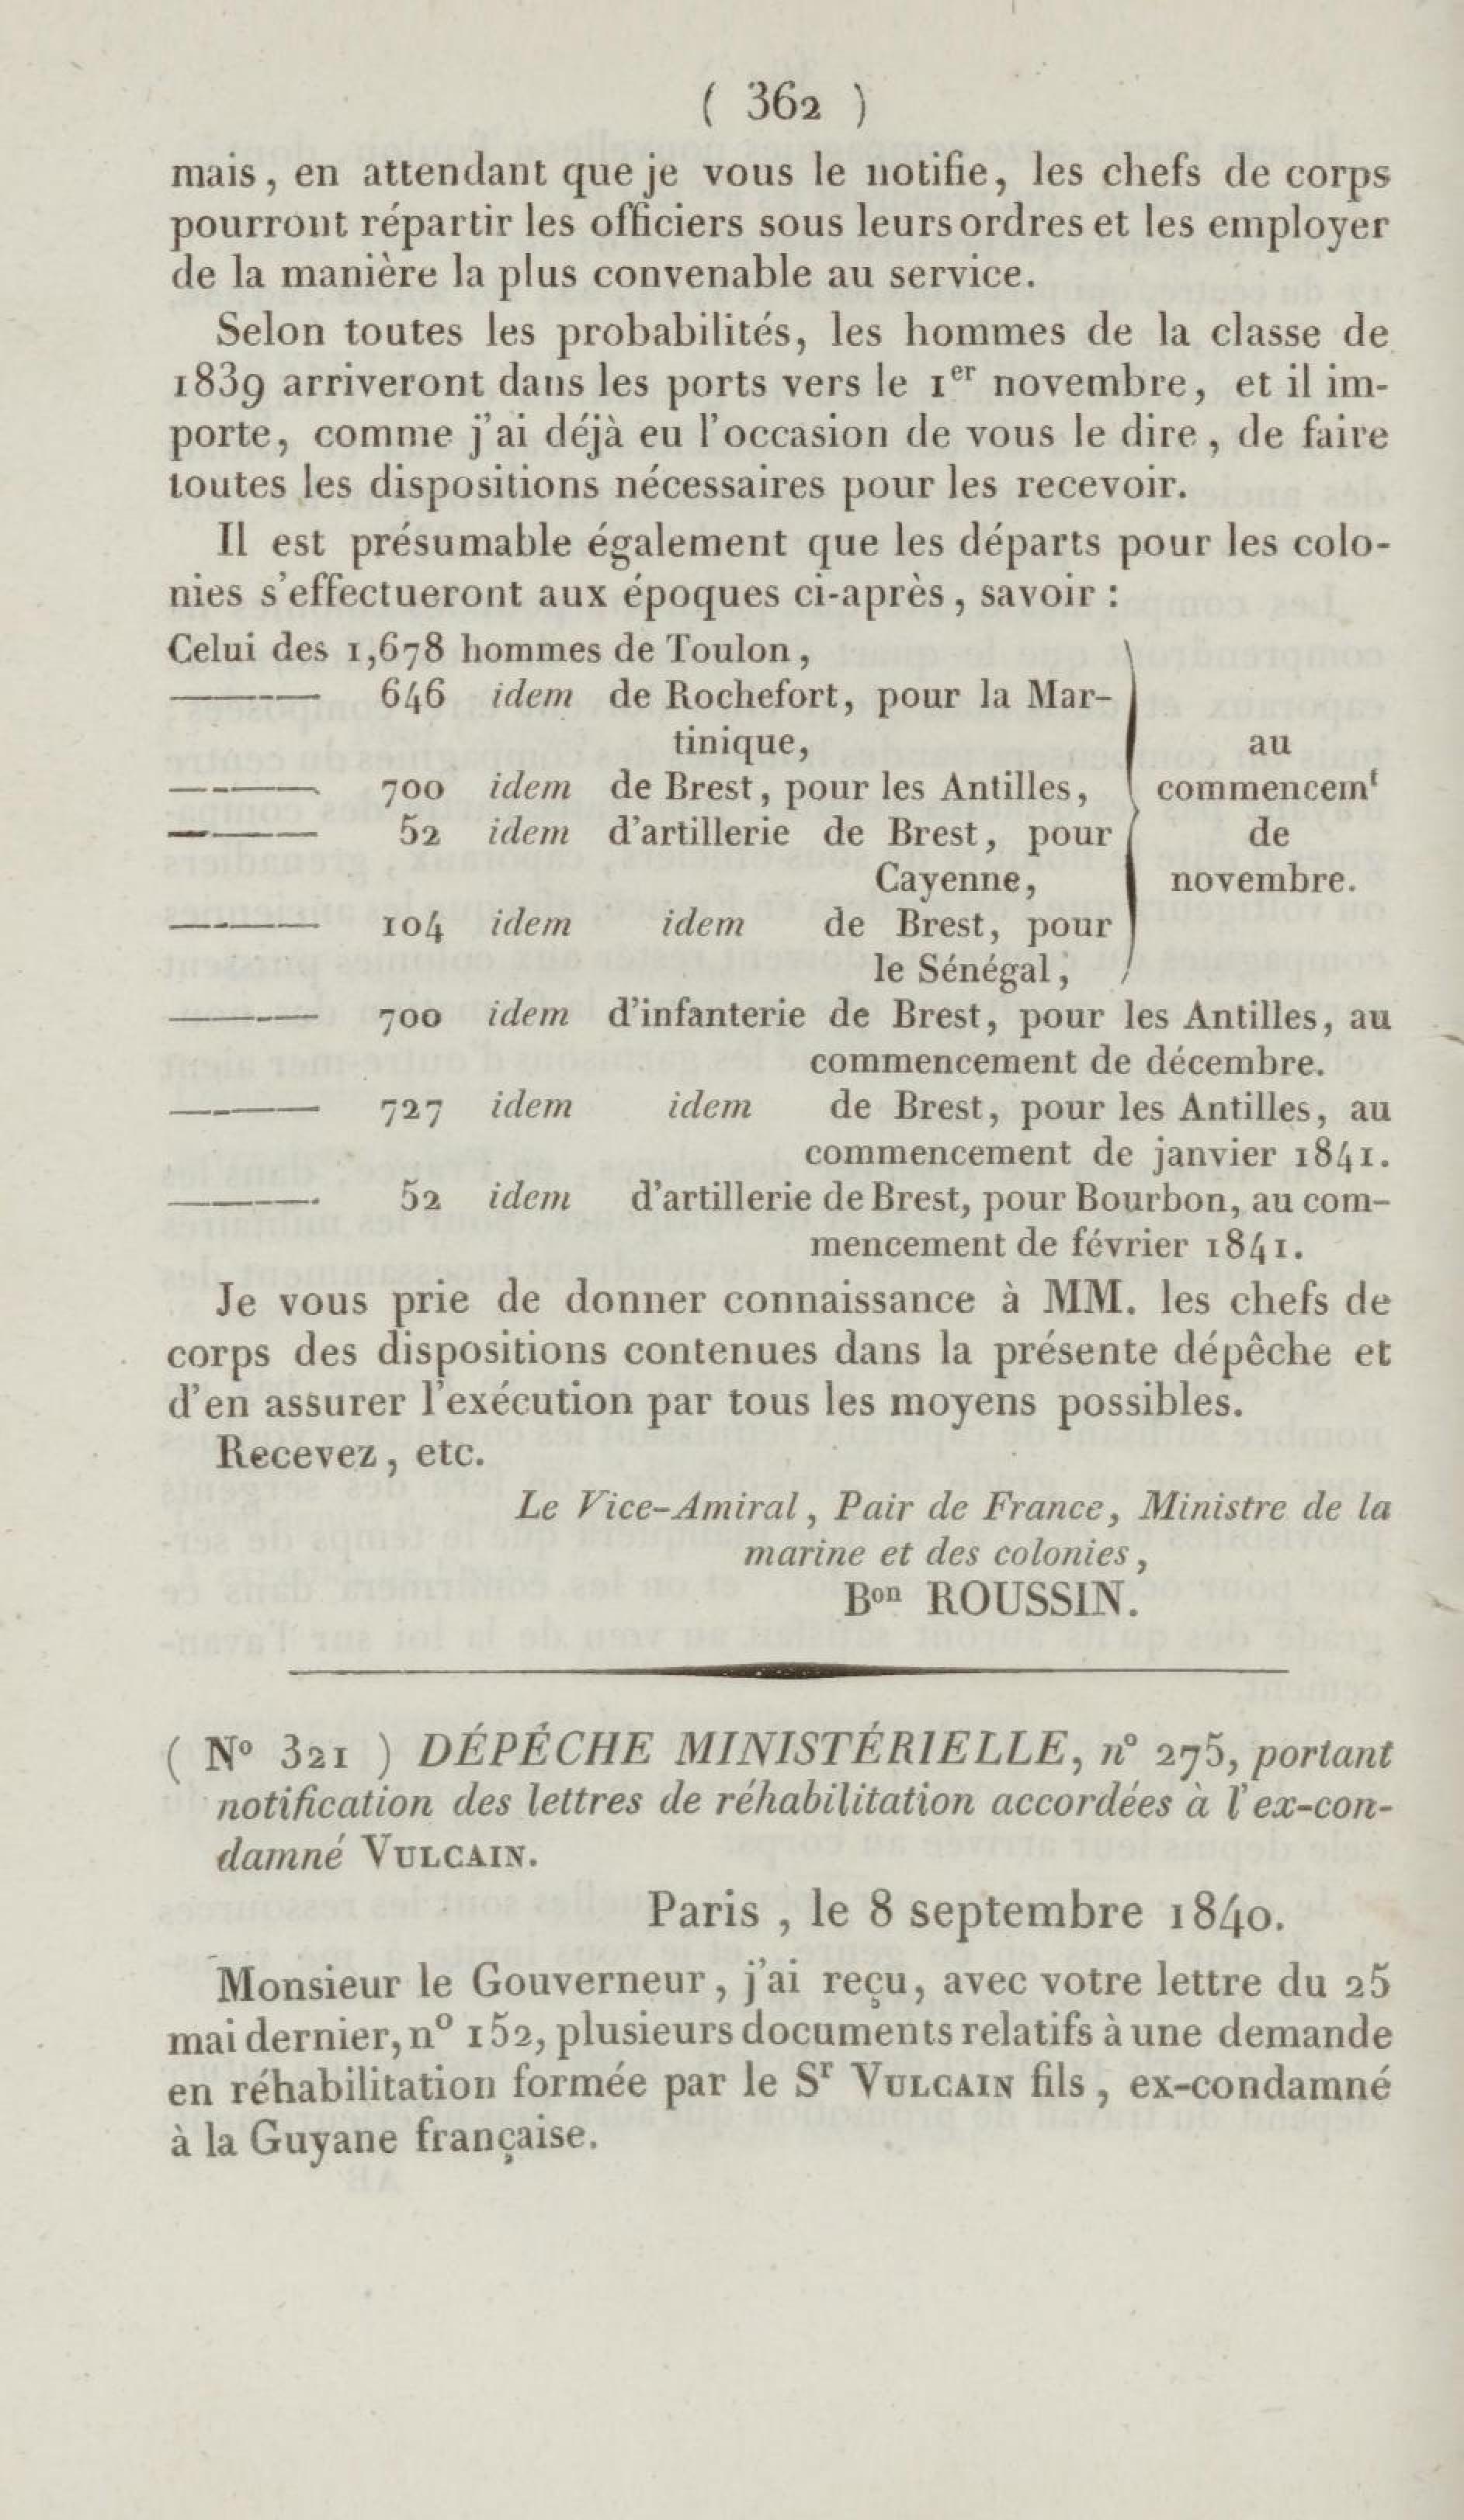 ( 362 )
mais, en attendant que je vous le notifie, les chefs de corps
pourront répartir les officiers sous leurs ordres et les employer
de la manière la plus convenable au service.
Selon toutes les probabilités, les hommes de la classe de
1839 arriveront dans les ports vers le 1er novembre, et il im-
porte, comme j'ai déjà eu l'occasion de vous le dire, de faire
toutes les dispositions nécessaires pour les recevoir.
Il est présumable également que les départs pour les colo-
nies s'effectueront aux époques ci-après, savoir :
Celui des 1,678 hommes de Toulon,
——— 646 idem de Rochefort, pour la Mar-
tinique,
——— 700 idem de Brest, pour les Antilles,
——— 52 idem d'artillerie de Brest, pour
Cayenne,
——— 104 idem idem de Brest, pour
le Sénégal,
au
commencemt
de
novembre.
——— 700 idem d'infanterie de Brest, pour les Antilles, au
commencement de décembre.
——— 727 idem idem de Brest, pour les Antilles, au
commencement de janvier 1841.
——— 52 idem d'artillerie de Brest, pour Bourbon, au com-
mencement de février 1841.
Je vous prie de donner connaissance à MM. les chefs de
corps des dispositions contenues dans la présente dépêche et
d'en assurer l'exécution par tous les moyens possibles.
Recevez, etc.
Le Vice-Amiral, Pair de France, Ministre de la
marine et des colonies,
Bon ROUSSIN.
( No 321 ) DÉPÊCHE MINISTÉRIELLE, no 275, portant
notification des lettres de réhabilitation accordées à l'ex-con-
damné VULCAIN.
Paris, le 8 septembre 1840.
Monsieur le Gouverneur, j'ai reçu, avec votre lettre du 25
mai dernier, no 152, plusieurs documents relatifs à une demande
en réhabilitation formée par le Sr VULCAIN fils, ex-condamné
à la Guyane française.